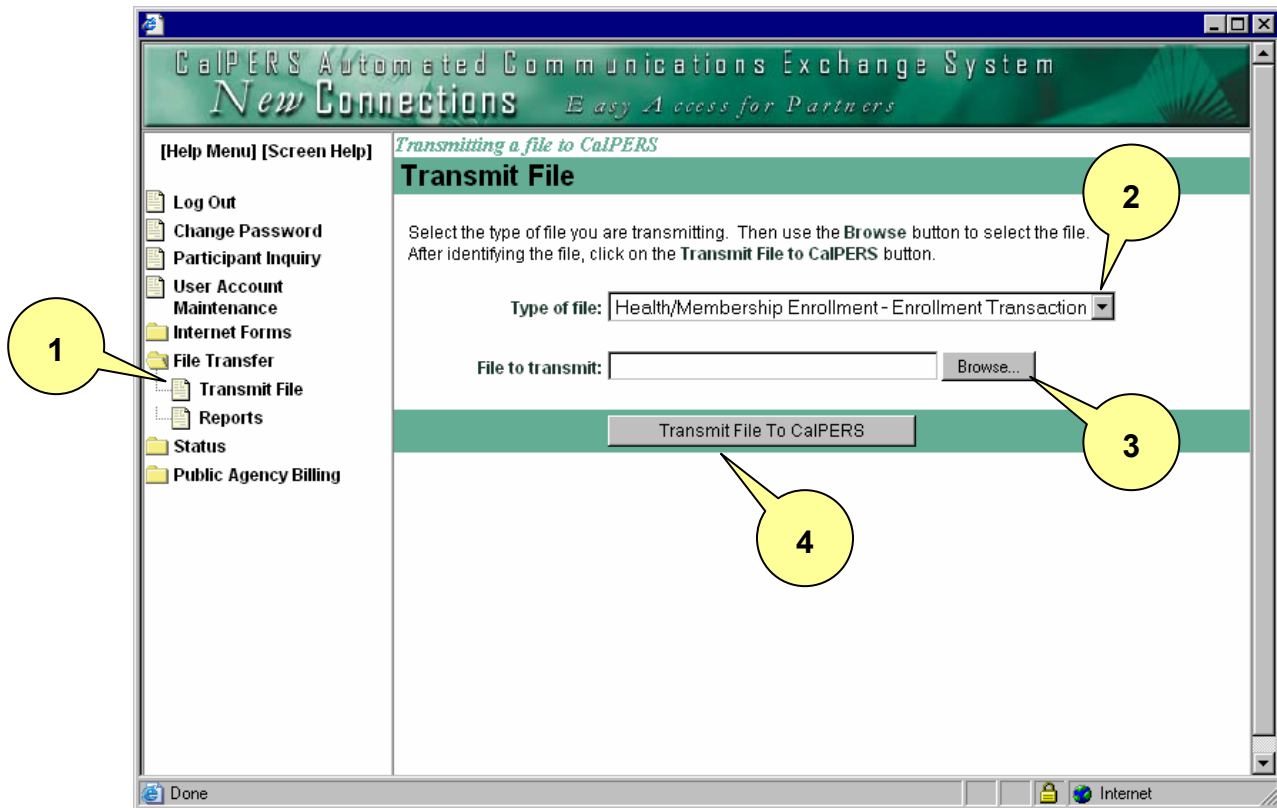 CalPERS Automated Communications Exchange System
New Connections Easy Access for Partners
[Help Menu] [Screen Help]
Log Out
Change Password
Participant Inquiry
User Account
Maintenance
Internet Forms
File Transfer
Transmit File
Reports
Status
Public Agency Billing
1
Transmitting a file to CalPERS
Transmit File
2
Select the type of file you are transmitting. Then use the Browse button to select the file.
After identifying the file, click on the Transmit File to CalPERS button.
Type of file: Health/Membership Enrollment - Enrollment Transaction
File to transmit: Browse...
3
Transmit File To CalPERS
4
Done
Internet